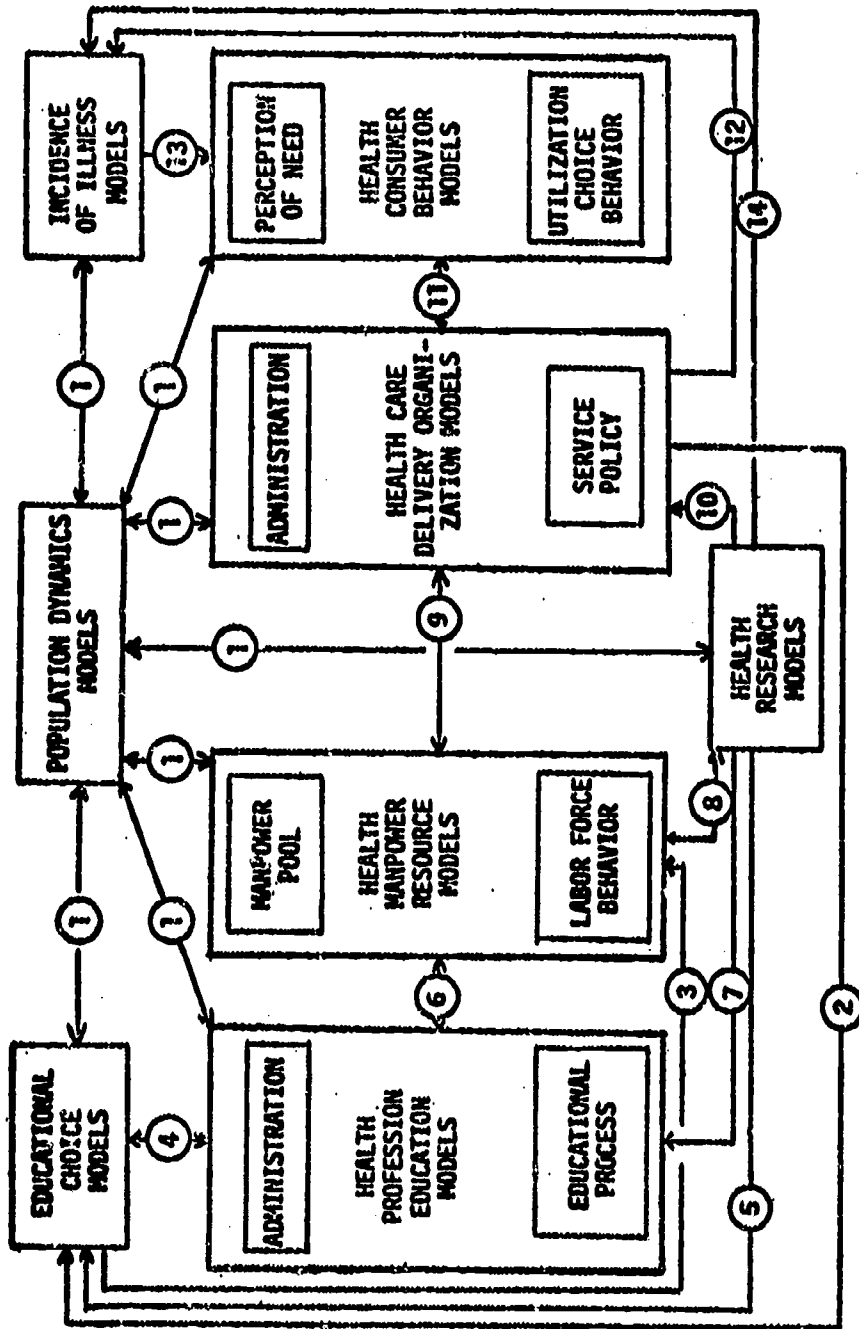 EDUCATIONAL
CHOICE
MODELS
POPULATION DYNAMICS
MODELS
INCIDENCE
OF ILLNESS
MODELS
1
1
4
1
1
1
1
1
13
ADMINISTRATION
HEALTH
PROFESSION
EDUCATION
MODELS
EDUCATIONAL
PROCESS
6
MANPOWER
POOL
HEALTH
MANPOWER
RESOURCE
MODELS
LABOR FORCE
BEHAVIOR
9
ADMINISTRATION
HEALTH CARE
DELIVERY ORGANI-
ZATION MODELS
SERVICE
POLICY
11
PERCEPTION
OF NEED
HEALTH
CONSUMER
BEHAVIOR
MODELS
UTILIZATION
CHOICE
BEHAVIOR
3
8
10
12
7
HEALTH
RESEARCH
MODELS
14
5
2